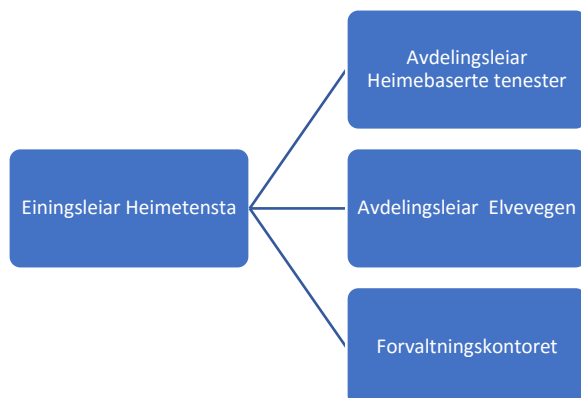 Avdelingsleiar
Heimebaserte tenester
Einingsleiar Heimetensta
Avdelingsleiar Elvevegen
Forvaltningskontoret